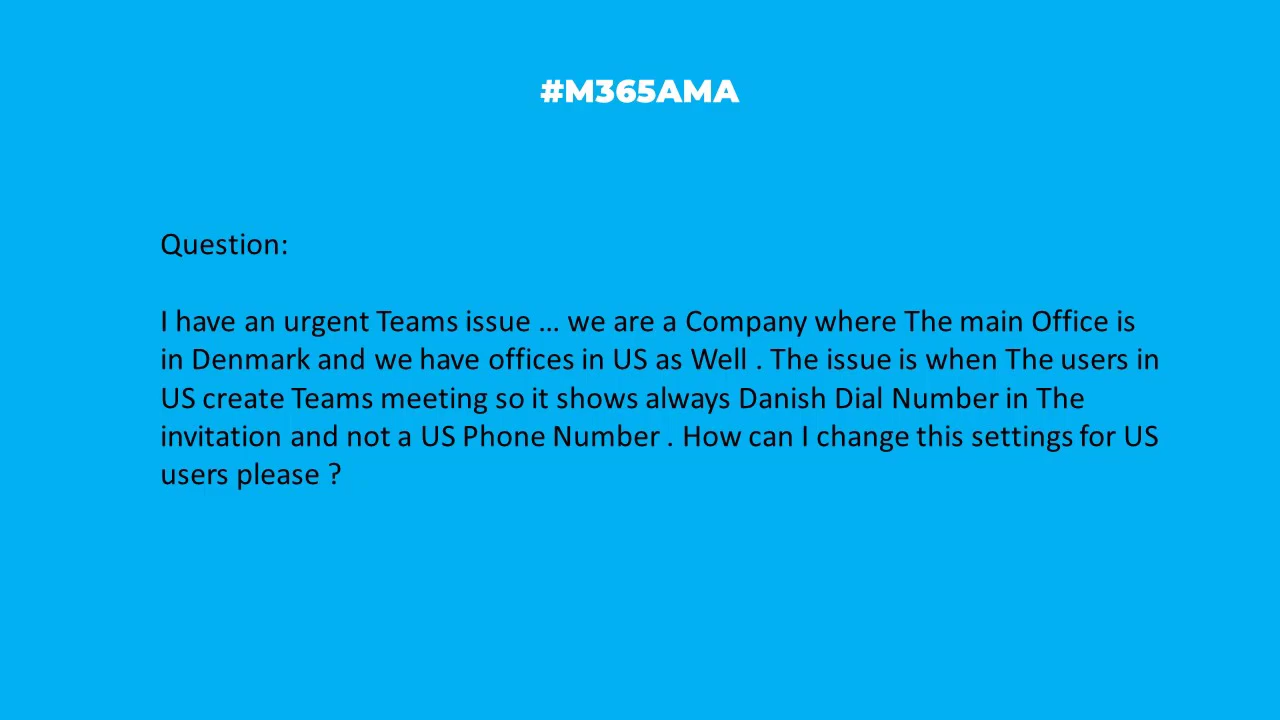 #M365AMA
Question:
I have an urgent Teams issue ... we are a Company where The main Office is
in Denmark and we have offices in US as Well . The issue is when The users in
US create Teams meeting so it shows always Danish Dial Number in The
invitation and not a US Phone Number . How can I change this settings for US
users please ?